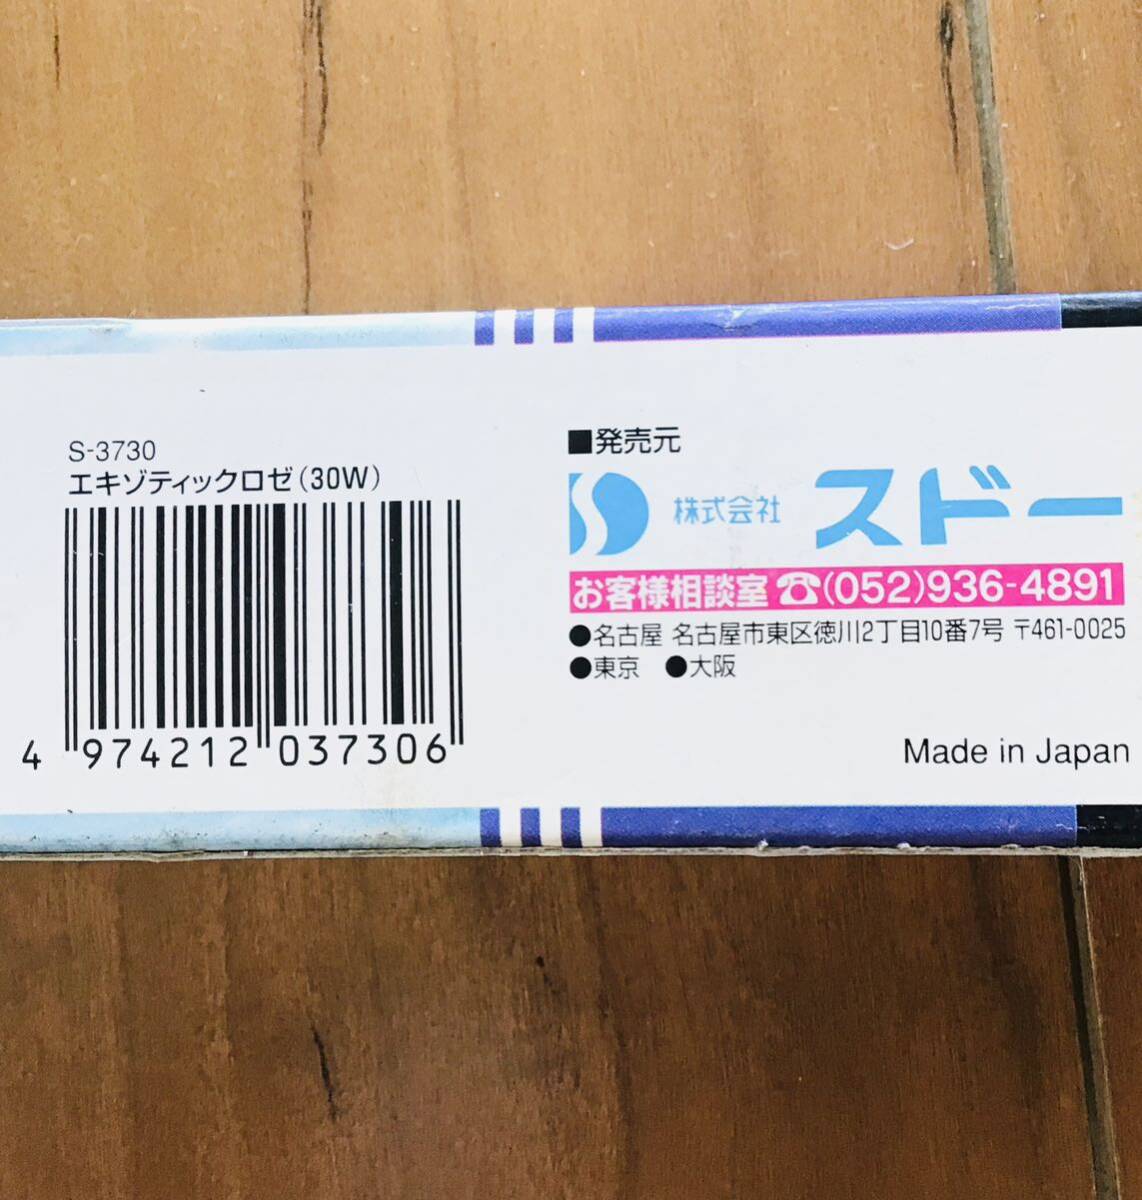 S-3730
エキゾティックロゼ(30W)
4 974212 037306
■発売元
株式会社 スドー
お客様相談室☎(052)936-4891
●名古屋 名古屋市東区徳川2丁目10番7号 〒461-0025
●東京 ●大阪
Made in Japan